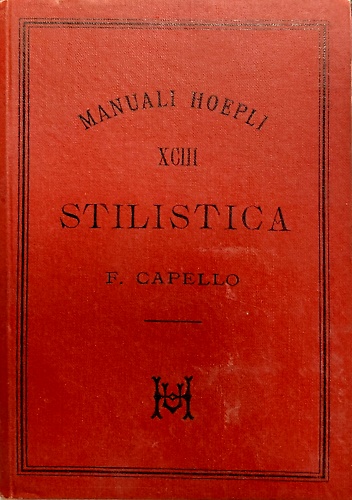 MANUALI HOEPLI
XCIII
STILISTICA
F. CAPELLO